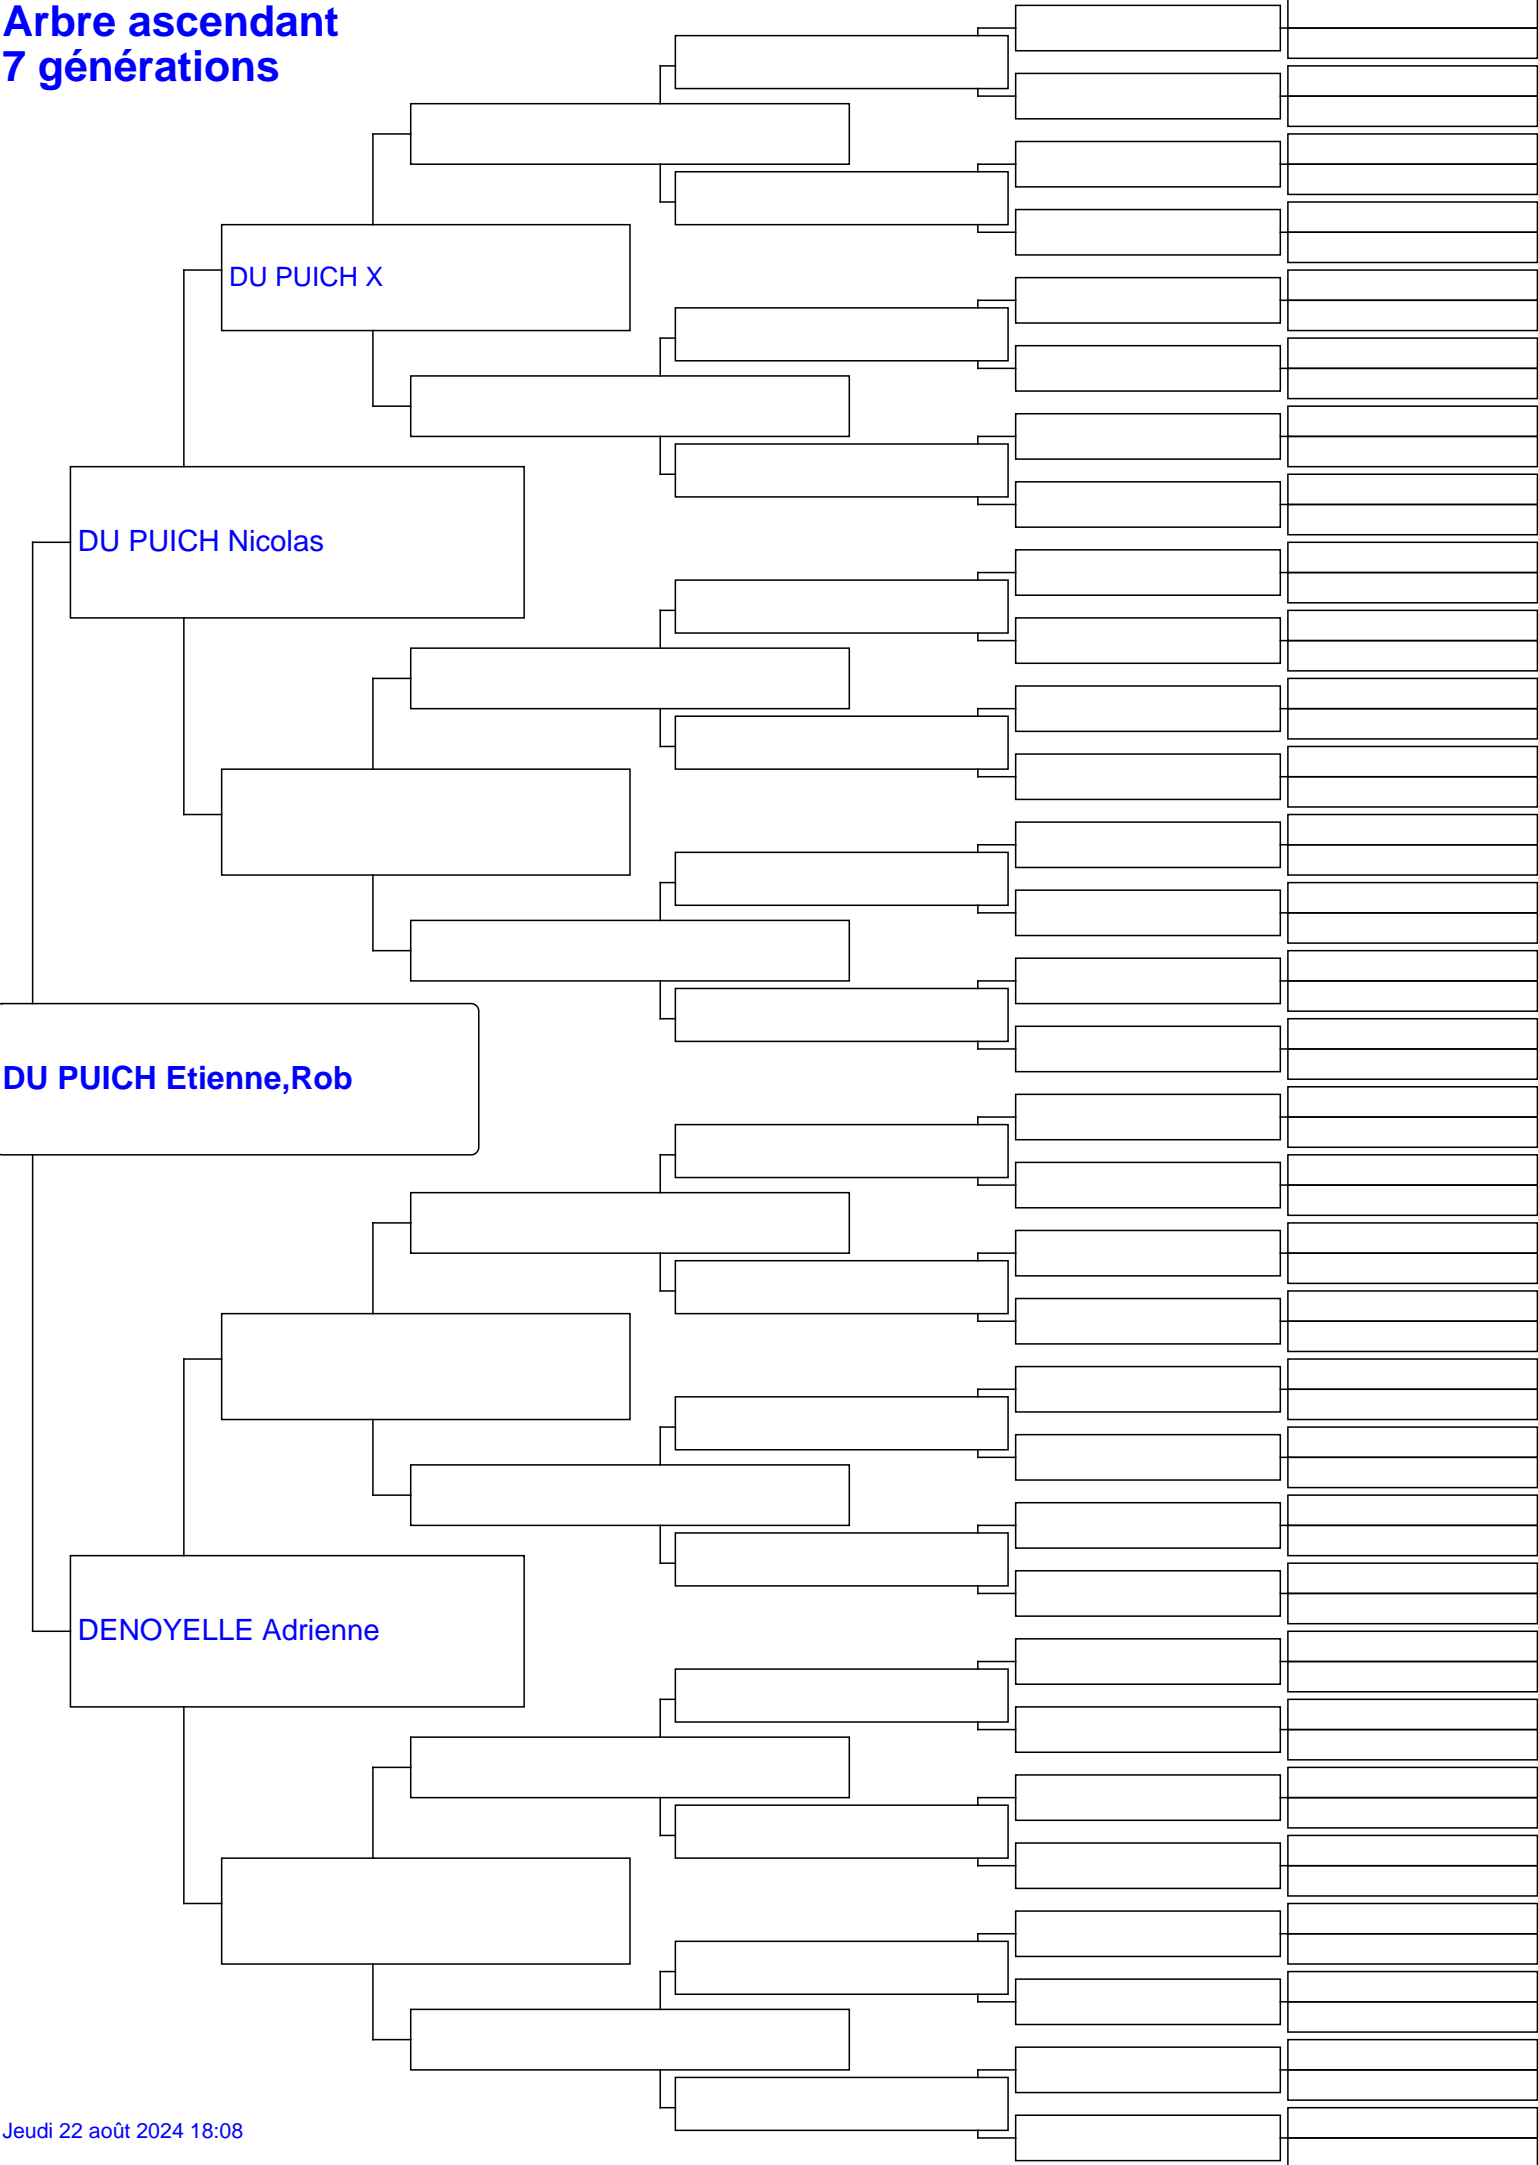 Arbre ascendant
7 générations
DU PUICH X
DU PUICH Nicolas
DU PUICH Etienne,Rob
DENOYELLE Adrienne
Jeudi 22 août 2024 18:08